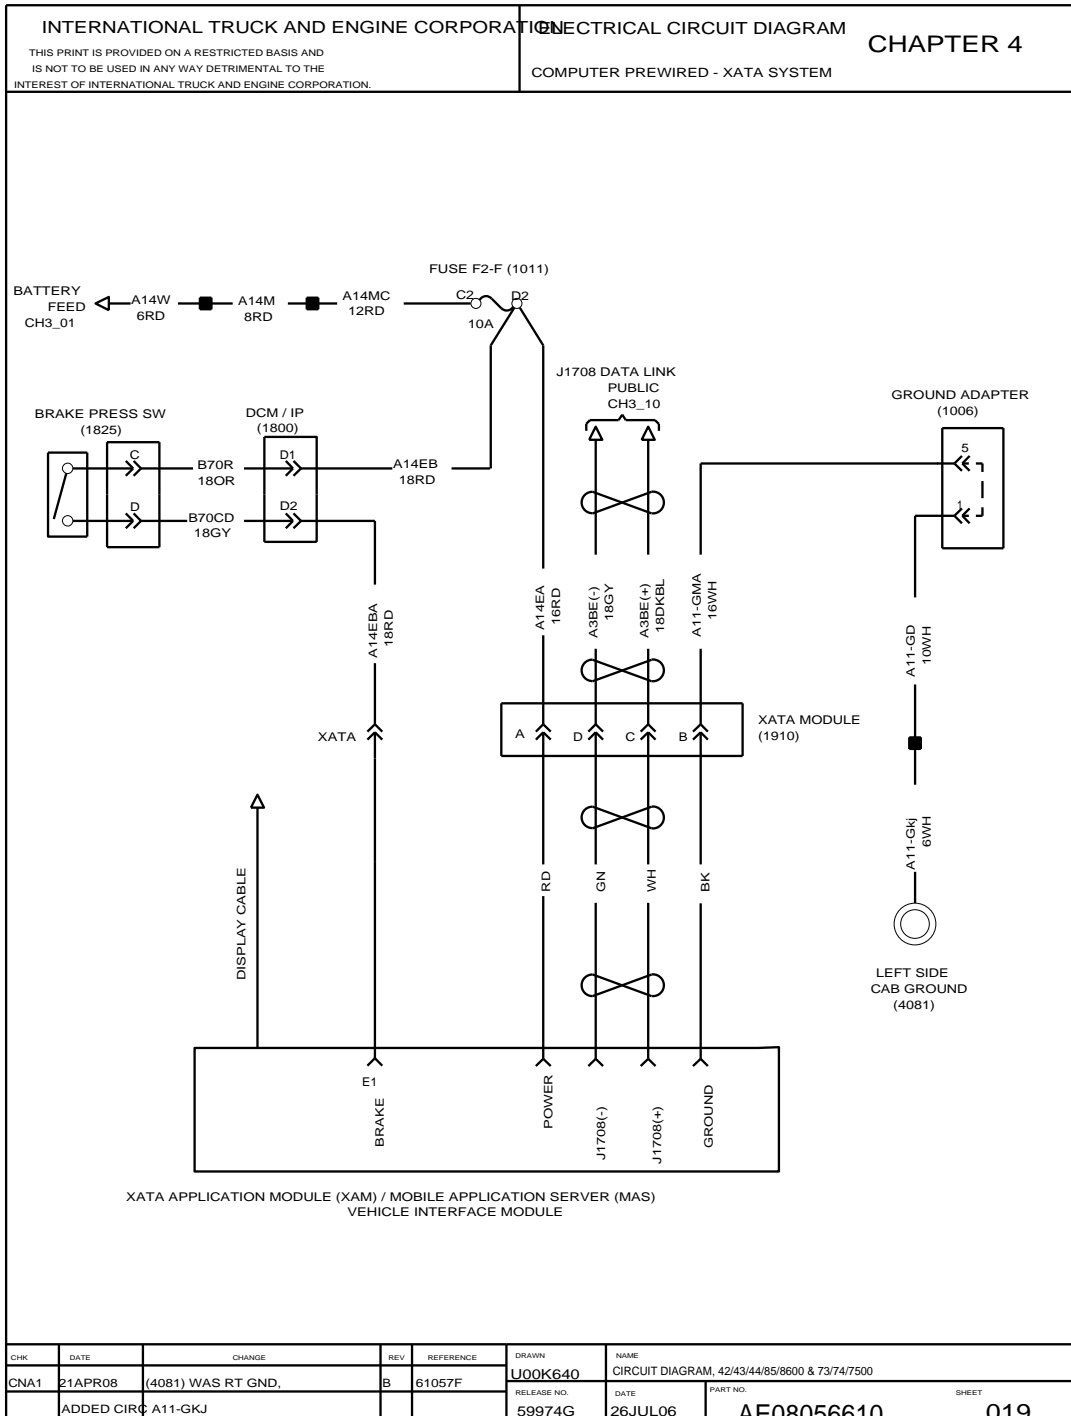 INTERNATIONAL TRUCK AND ENGINE CORPORATION
THIS PRINT IS PROVIDED ON A RESTRICTED BASIS AND
IS NOT TO BE USED IN ANY WAY DETRIMENTAL TO THE
INTEREST OF INTERNATIONAL TRUCK AND ENGINE CORPORATION.
ELECTRICAL CIRCUIT DIAGRAM
COMPUTER PREWIRED - XATA SYSTEM
CHAPTER 4
FUSE F2-F (1011)
BATTERY
FEED
CH3_01
A14W
6RD
A14M
8RD
A14MC
12RD
C2
D2
10A
J1708 DATA LINK
PUBLIC
CH3_10
GROUND ADAPTER
(1006)
5
1
BRAKE PRESS SW
(1825)
C
D
DCM / IP
(1800)
D1
D2
B70R
18OR
B70CD
18GY
A14EB
18RD
A14EBA
18RD
A14EA
16RD
A3BE(-)
18GY
A3BE(+)
18DKBL
A11-GMA
16WH
A11-GD
10WH
XATA
A
D
C
B
XATA MODULE
(1910)
A11-Gkj
6WH
DISPLAY CABLE
RD
GN
WH
BK
LEFT SIDE
CAB GROUND
(4081)
E1
BRAKE
POWER
J1708(-)
J1708(+)
GROUND
XATA APPLICATION MODULE (XAM) / MOBILE APPLICATION SERVER (MAS)
VEHICLE INTERFACE MODULE
CHK
DATE
CHANGE
REV
REFERENCE
DRAWN
NAME
CNA1
21APR08
(4081) WAS RT GND,
B
61057F
U00K640
CIRCUIT DIAGRAM, 42/43/44/85/8600 & 73/74/7500
RELEASE NO.
DATE
PART NO.
SHEET
ADDED CIRC A11-GKJ
59974G
26JUL06
AE08056610
019